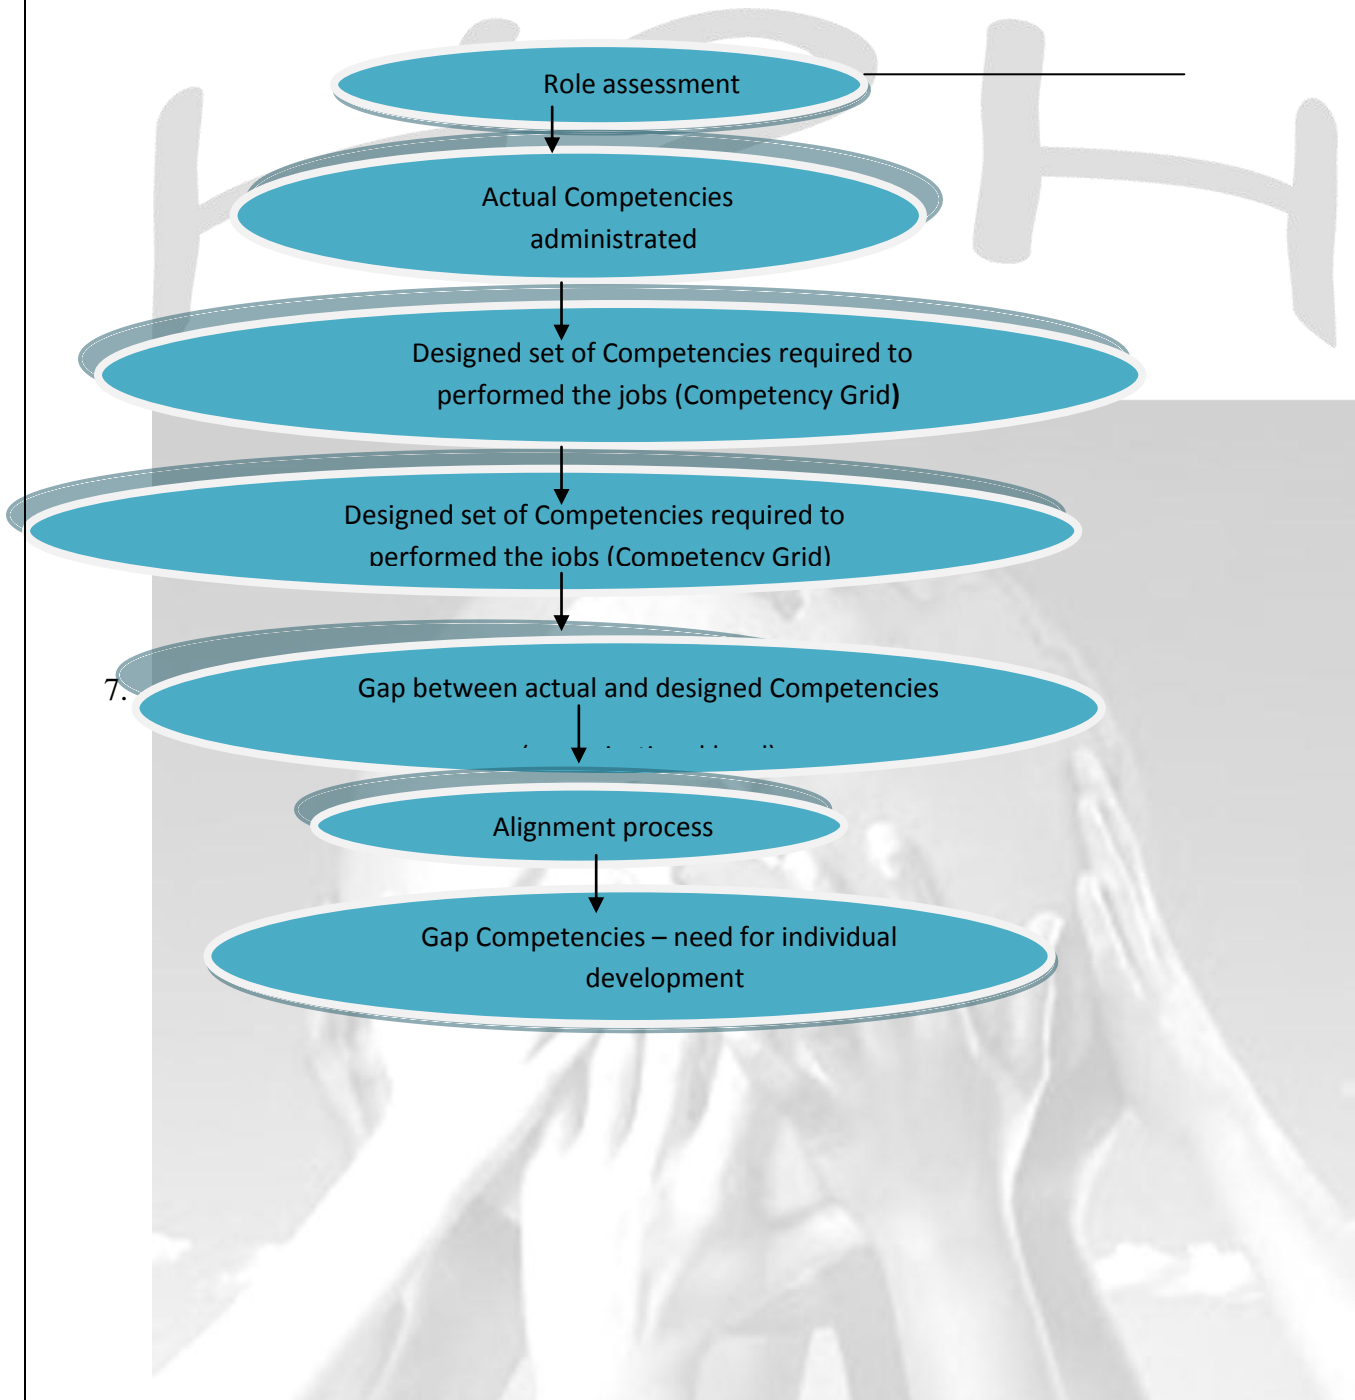 Role assessment
Actual Competencies
administrated
Designed set of Competencies required to
performed the jobs (Competency Grid)
Designed set of Competencies required to
performed the jobs (Competency Grid)
7.
Gap between actual and designed Competencies
Alignment process
Gap Competencies – need for individual
development